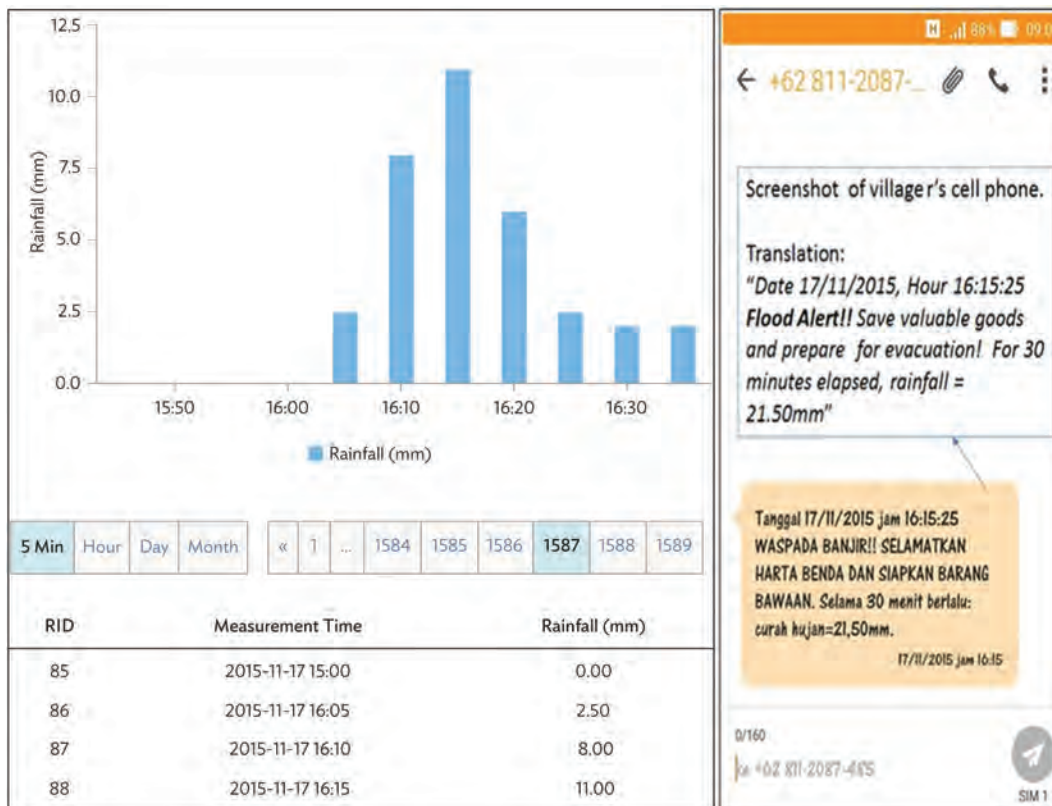 12.5
10.0
7.5
5.0
2.5
0.0
Rainfall (mm)
15:50 16:00 16:10 16:20 16:30
Rainfall (mm)
5 Min Hour Day Month « 1 ... 1584 1585 1586 1587 1588 1589
RID Measurement Time Rainfall (mm)
85 2015-11-17 15:00 0.00
86 2015-11-17 16:05 2.50
87 2015-11-17 16:10 8.00
88 2015-11-17 16:15 11.00
H 88% 09:0
+62 811-2087-...
Screenshot of villager's cell phone.
Translation:
"Date 17/11/2015, Hour 16:15:25
Flood Alert!! Save valuable goods
and prepare for evacuation! For 30
minutes elapsed, rainfall =
21.50mm"
Tanggal 17/11/2015 jam 16:15:25
WASPADA BANJIR!! SELAMATKAN
HARTA BENDA DAN SIAPKAN BARANG
BAWAAN. Selama 30 menit berlalu:
curah hujan=21,50mm.
17/11/2015 jam 16:15
0/160
Ke +62 811-2087-
SIM 1